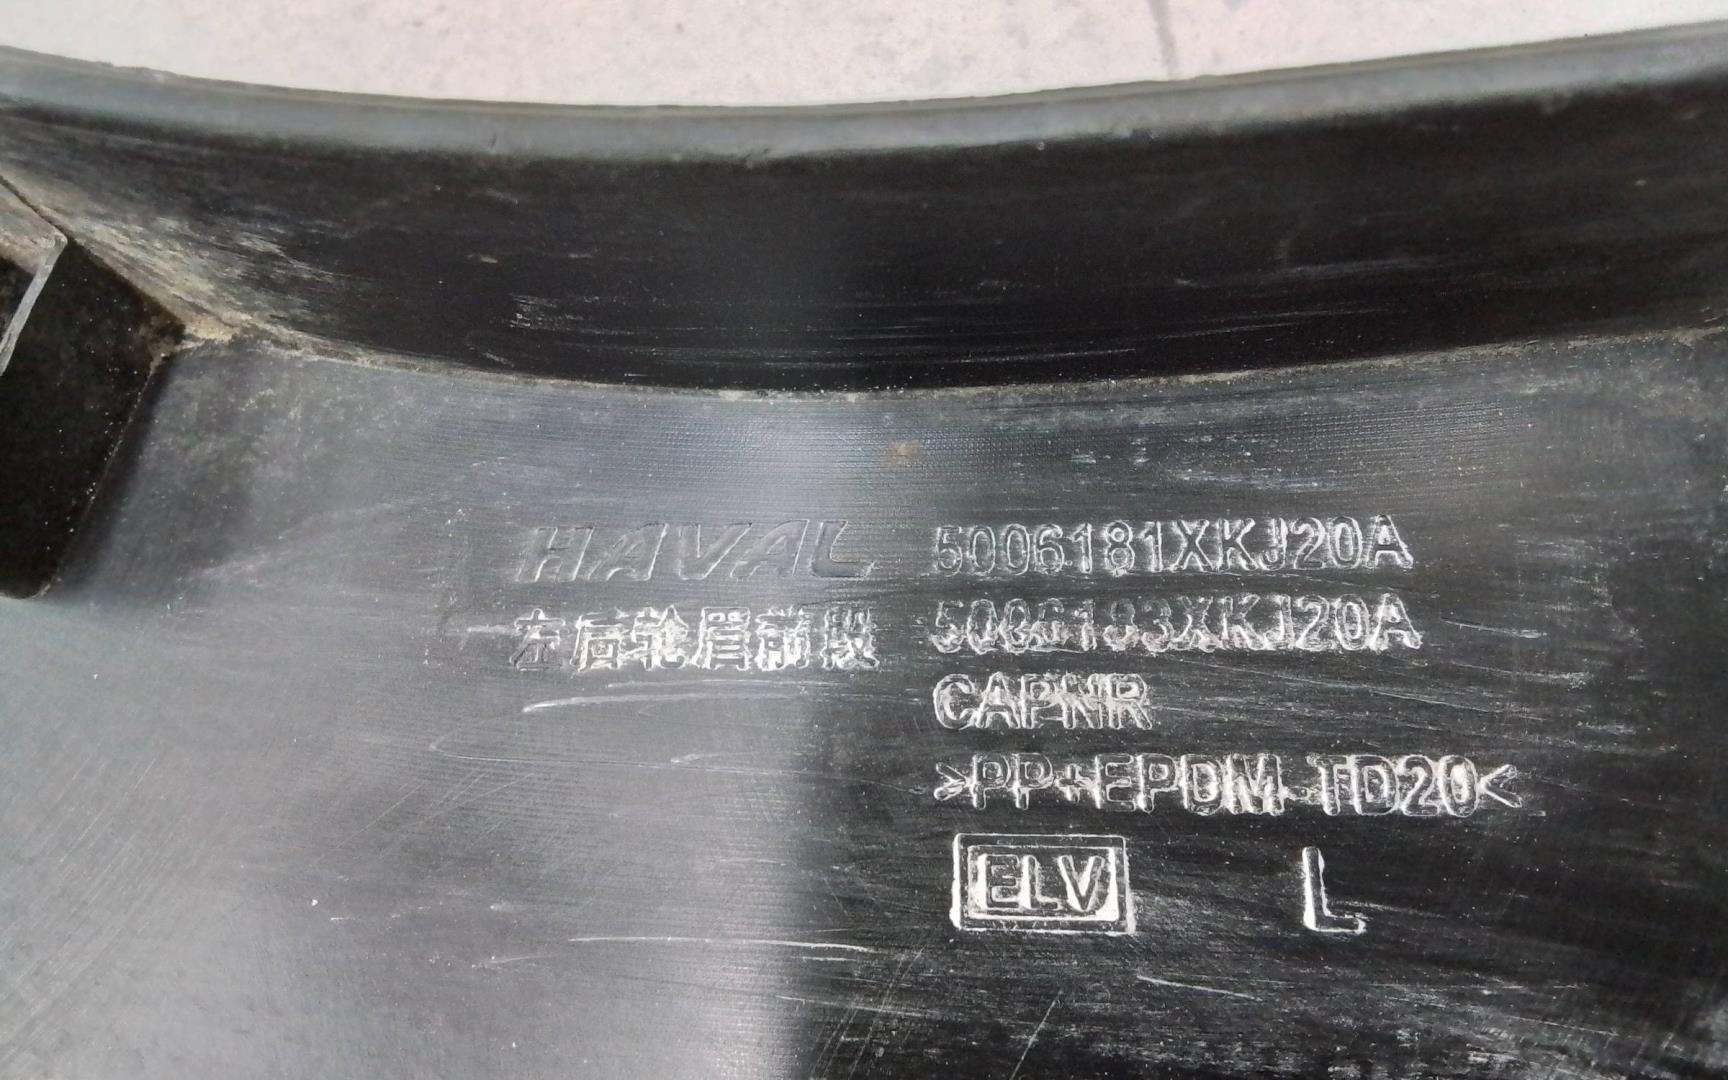 HAVAL 5006181XKJ20A
左后轮眉前段 5006183XKJ20A
CAPNR
>PP+EPDM-TD20<
ELV L